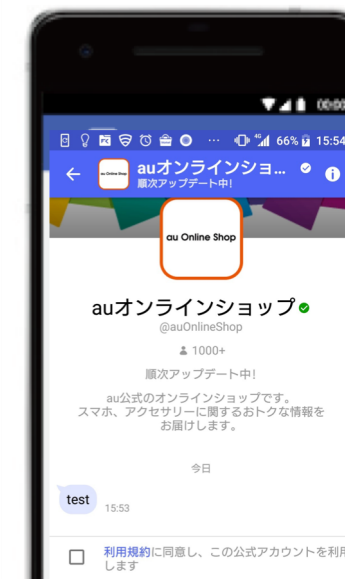 00:00
66% 15:54
auオンラインショ...
順次アップデート中!
au Online Shop
au Online Shop
auオンラインショップ
@auOnlineShop
1000+
順次アップデート中!
au公式のオンラインショップです。
スマホ、アクセサリーに関するおトクな情報を
お届けします。
今日
test
15:53
利用規約に同意し、この公式アカウントを利用
します